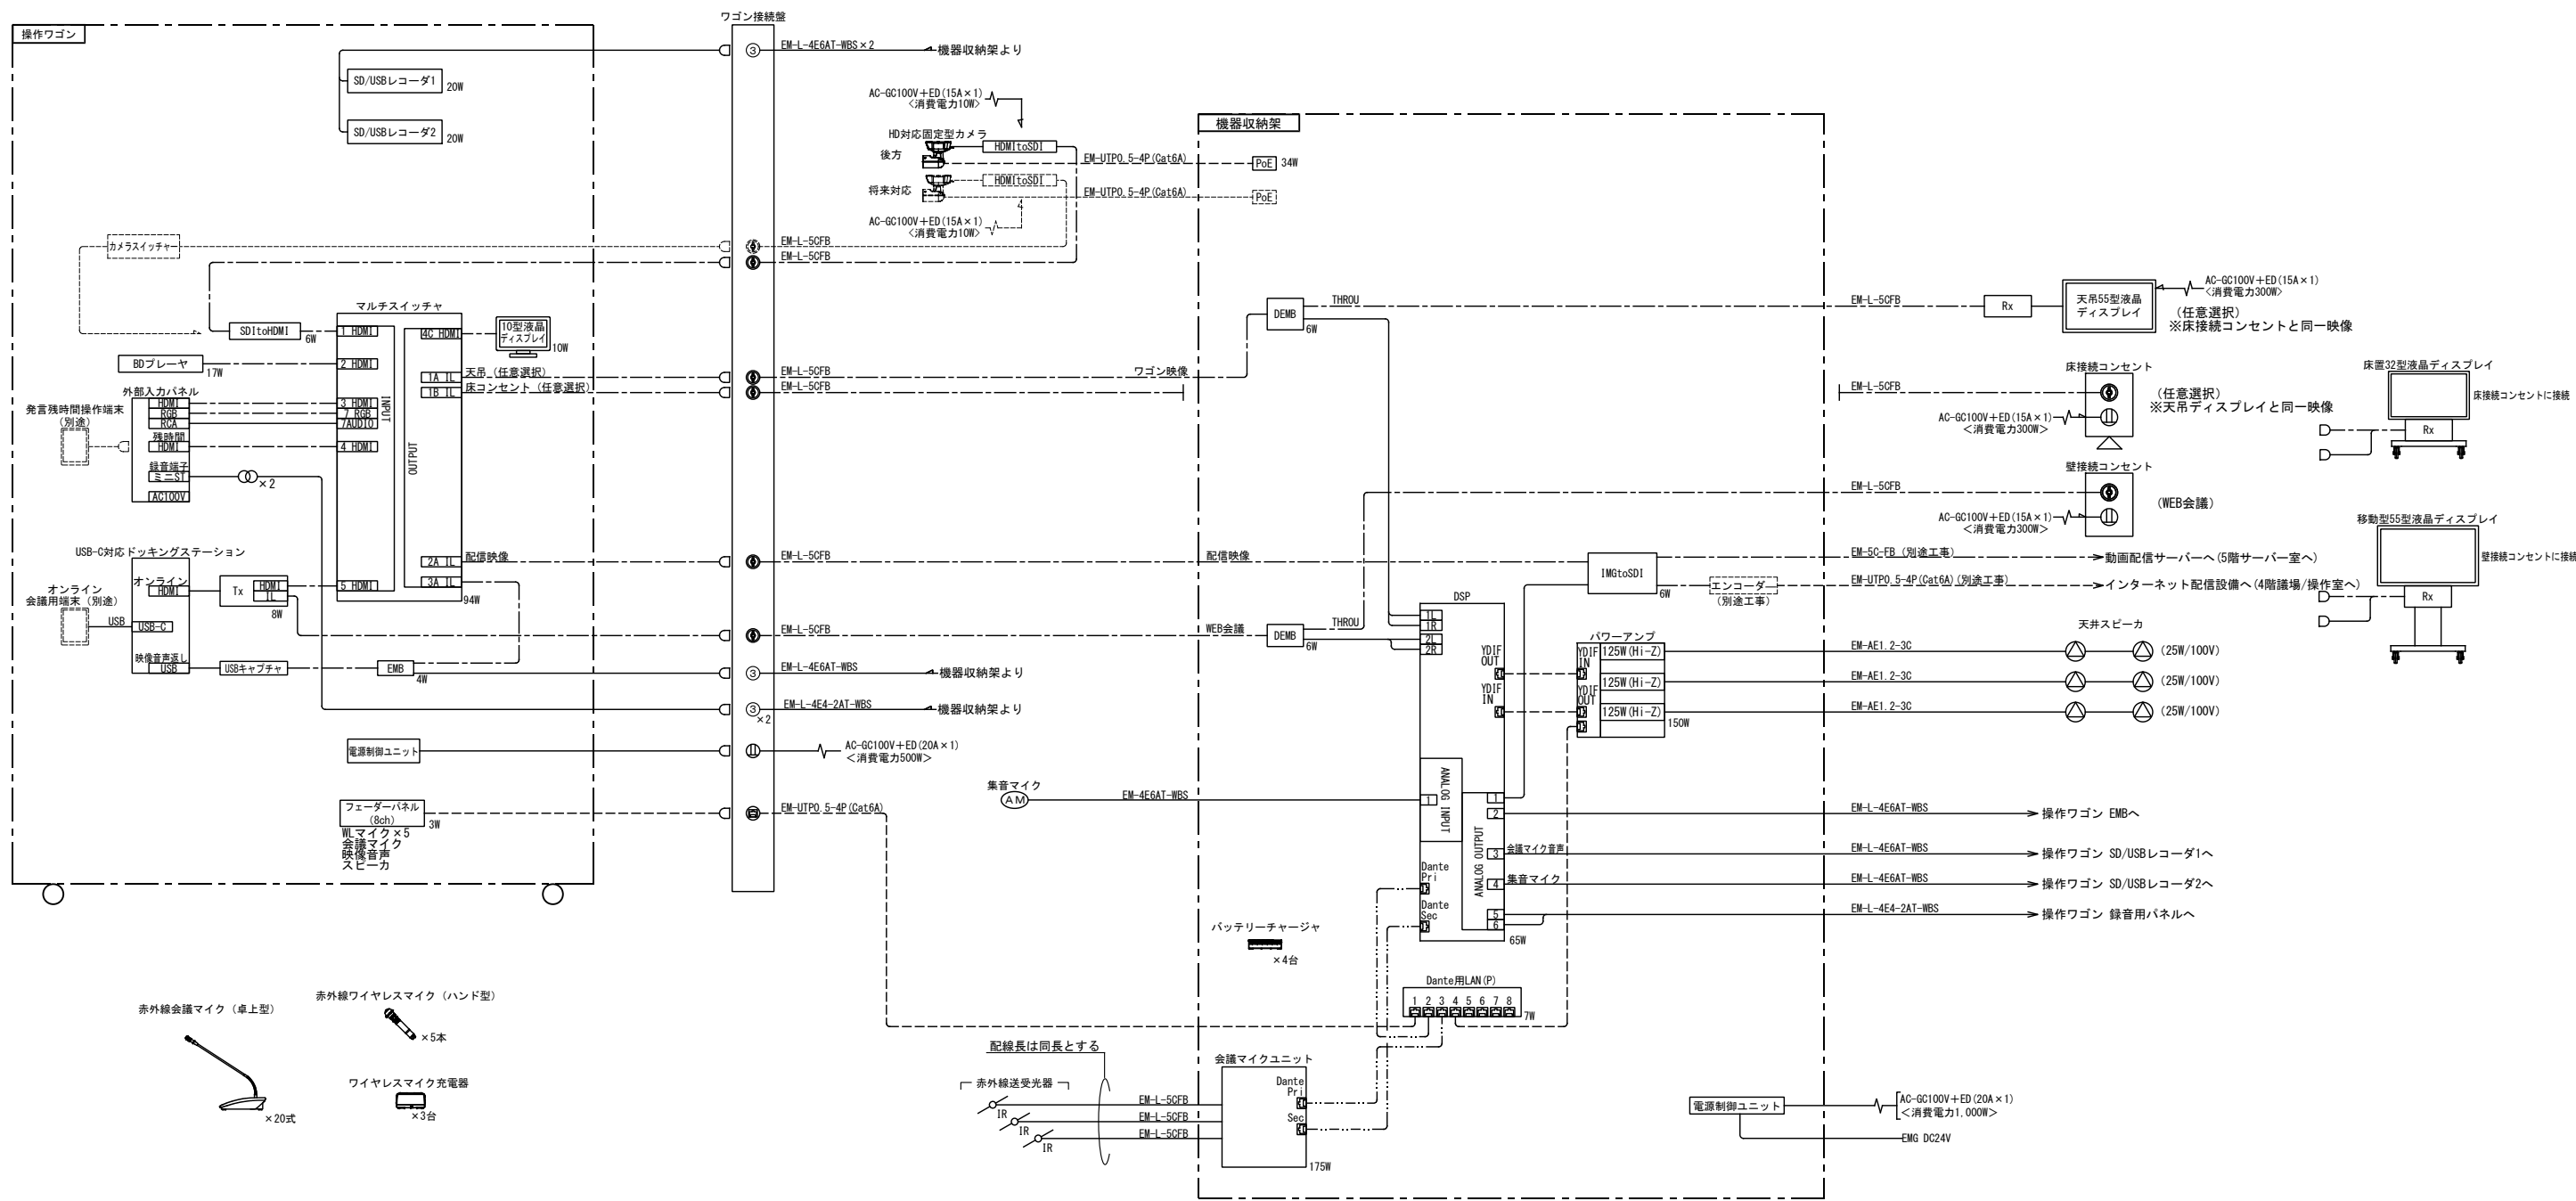 操作ワゴン
SD/USBレコーダ1
20W
SD/USBレコーダ2
20W
カメラスイッチャー
SDItoHDMI
6W
BDプレーヤ
17W
外部入力パネル
HDMI
RGB
RCA
残時間
HDMI
録音端子
ミニST
AC100V
×2
発言残時間操作端末
(別途)
マルチスイッチャ
1 HDMI
2 HDMI
3 HDMI
7 RGB
7AUDIO
4 HDMI
5 HDMI
INPUT
OUTPUT
4C HDMI
1A IL
1B IL
2A IL
3A IL
94W
10型液晶
ディスプレイ
10W
天吊（任意選択）
床コンセント（任意選択）
配信映像
USB-C対応ドッキングステーション
オンライン
HDMI
USB-C
映像音声返し
USB
オンライン
会議用端末（別途）
USB
Tx
HDMI
IL
8W
USBキャプチャ
EMB
4W
電源制御ユニット
フェーダーパネル
(8ch)
3W
WLマイク×5
会議マイク
映像音声
スピーカ
赤外線会議マイク（卓上型）
×20式
赤外線ワイヤレスマイク（ハンド型）
×5本
ワイヤレスマイク充電器
×3台
ワゴン接続盤
③
EM-L-4E6AT-WBS×2
機器収納架より
EM-L-5CFB
EM-L-5CFB
EM-L-5CFB
ワゴン映像
EM-L-5CFB
EM-L-5CFB
配信映像
EM-L-5CFB
WEB会議
③
EM-L-4E6AT-WBS
機器収納架より
③
×2
EM-L-4E4-2AT-WBS
機器収納架より
AC-GC100V+ED(20A×1)
<消費電力500W>
EM-UTP0.5-4P(Cat6A)
AC-GC100V+ED(15A×1)
<消費電力10W>
HD対応固定型カメラ
後方
HDMItoSDI
EM-UTP0.5-4P(Cat6A)
PoE
34W
将来対応
HDMItoSDI
EM-UTP0.5-4P(Cat6A)
PoE
AC-GC100V+ED(15A×1)
<消費電力10W>
集音マイク
AM
EM-4E6AT-WBS
配線長は同長とする
赤外線送受光器
IR
IR
IR
EM-L-5CFB
EM-L-5CFB
EM-L-5CFB
機器収納架
DEMB
6W
THROU
DEMB
6W
THROU
IMGtoSDI
6W
エンコーダー
(別途工事)
DSP
1L
1R
2L
2R
YDIF
OUT
YDIF
IN
ANALOG INPUT
1
ANALOG OUTPUT
1
2
3
4
5
6
会議マイク音声
集音マイク
Dante
Pri
Dante
Sec
65W
パワーアンプ
YDIF
IN
YDIF
OUT
125W(Hi-Z)
125W(Hi-Z)
125W(Hi-Z)
150W
バッテリーチャージャ
×4台
Dante用LAN(P)
1 2 3 4 5 6 7 8
7W
会議マイクユニット
Dante
Pri
Sec
175W
電源制御ユニット
AC-GC100V+ED(20A×1)
<消費電力1,000W>
EMG DC24V
EM-L-5CFB
Rx
天吊55型液晶
ディスプレイ
AC-GC100V+ED(15A×1)
<消費電力300W>
(任意選択)
※床接続コンセントと同一映像
EM-L-5CFB
床接続コンセント
(任意選択)
※天吊ディスプレイと同一映像
AC-GC100V+ED(15A×1)
<消費電力300W>
床置32型液晶ディスプレイ
床接続コンセントに接続
Rx
EM-L-5CFB
壁接続コンセント
(WEB会議)
AC-GC100V+ED(15A×1)
<消費電力300W>
移動型55型液晶ディスプレイ
壁接続コンセントに接続
Rx
EM-5C-FB (別途工事)
動画配信サーバーへ(5階サーバー室へ)
EM-UTP0.5-4P(Cat6A)(別途工事)
インターネット配信設備へ(4階議場/操作室へ)
天井スピーカ
EM-AE1.2-3C
(25W/100V)
EM-AE1.2-3C
(25W/100V)
EM-AE1.2-3C
(25W/100V)
EM-L-4E6AT-WBS
操作ワゴン EMBへ
EM-L-4E6AT-WBS
操作ワゴン SD/USBレコーダ1へ
EM-L-4E6AT-WBS
操作ワゴン SD/USBレコーダ2へ
EM-L-4E4-2AT-WBS
操作ワゴン 録音用パネルへ